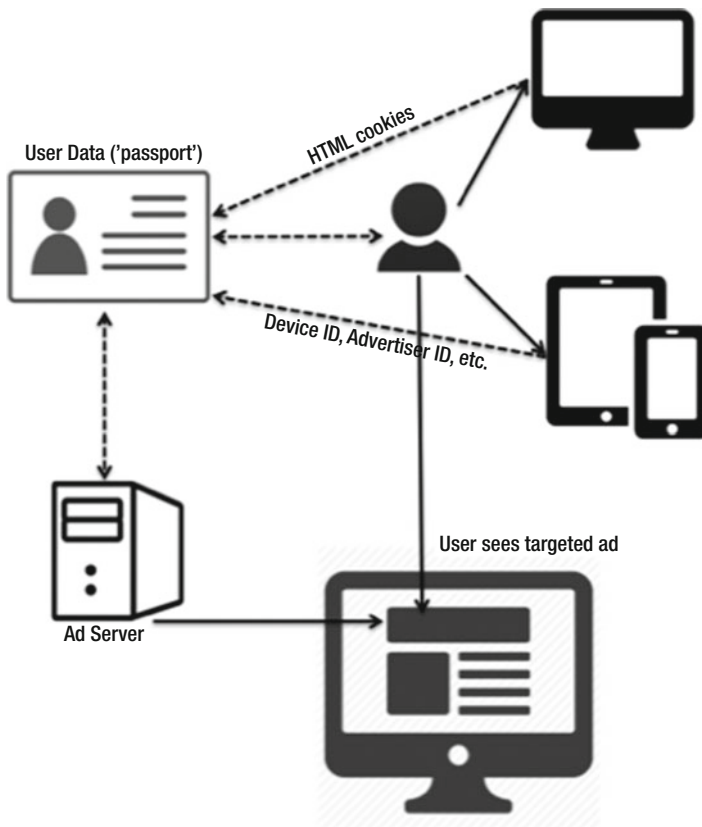 HTML cookies
User Data ('passport')
Device ID, Advertiser ID, etc.
User sees targeted ad
Ad Server